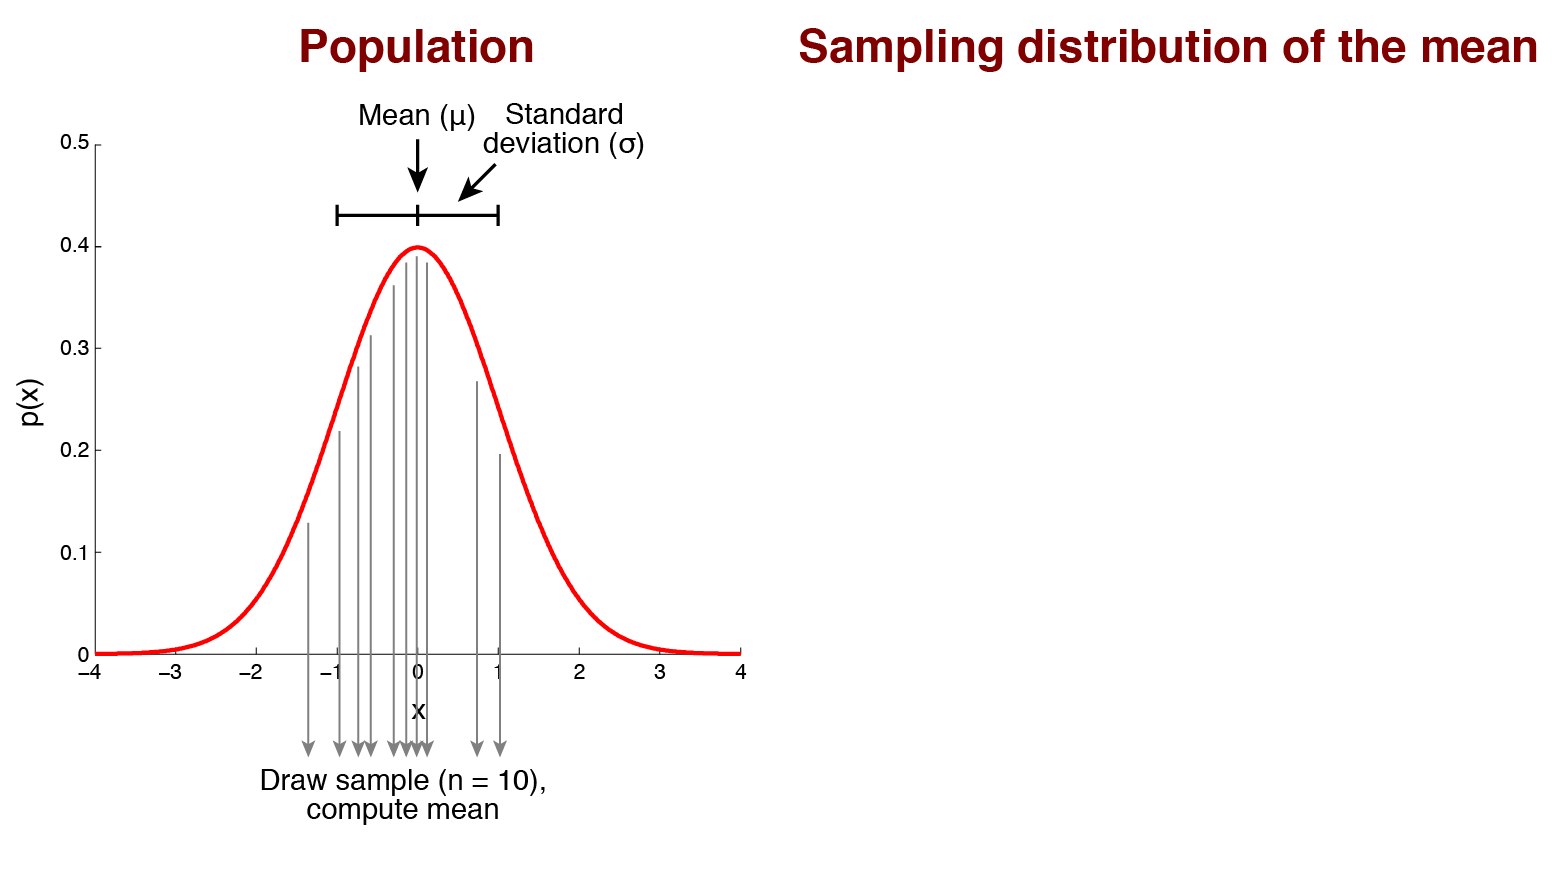 Population
Sampling distribution of the mean
Mean (μ)
Standard
deviation (σ)
0.5
0.4
0.3
0.2
0.1
0
p(x)
−4
−3
−2
−1
0
1
2
3
4
x
Draw sample (n = 10),
compute mean